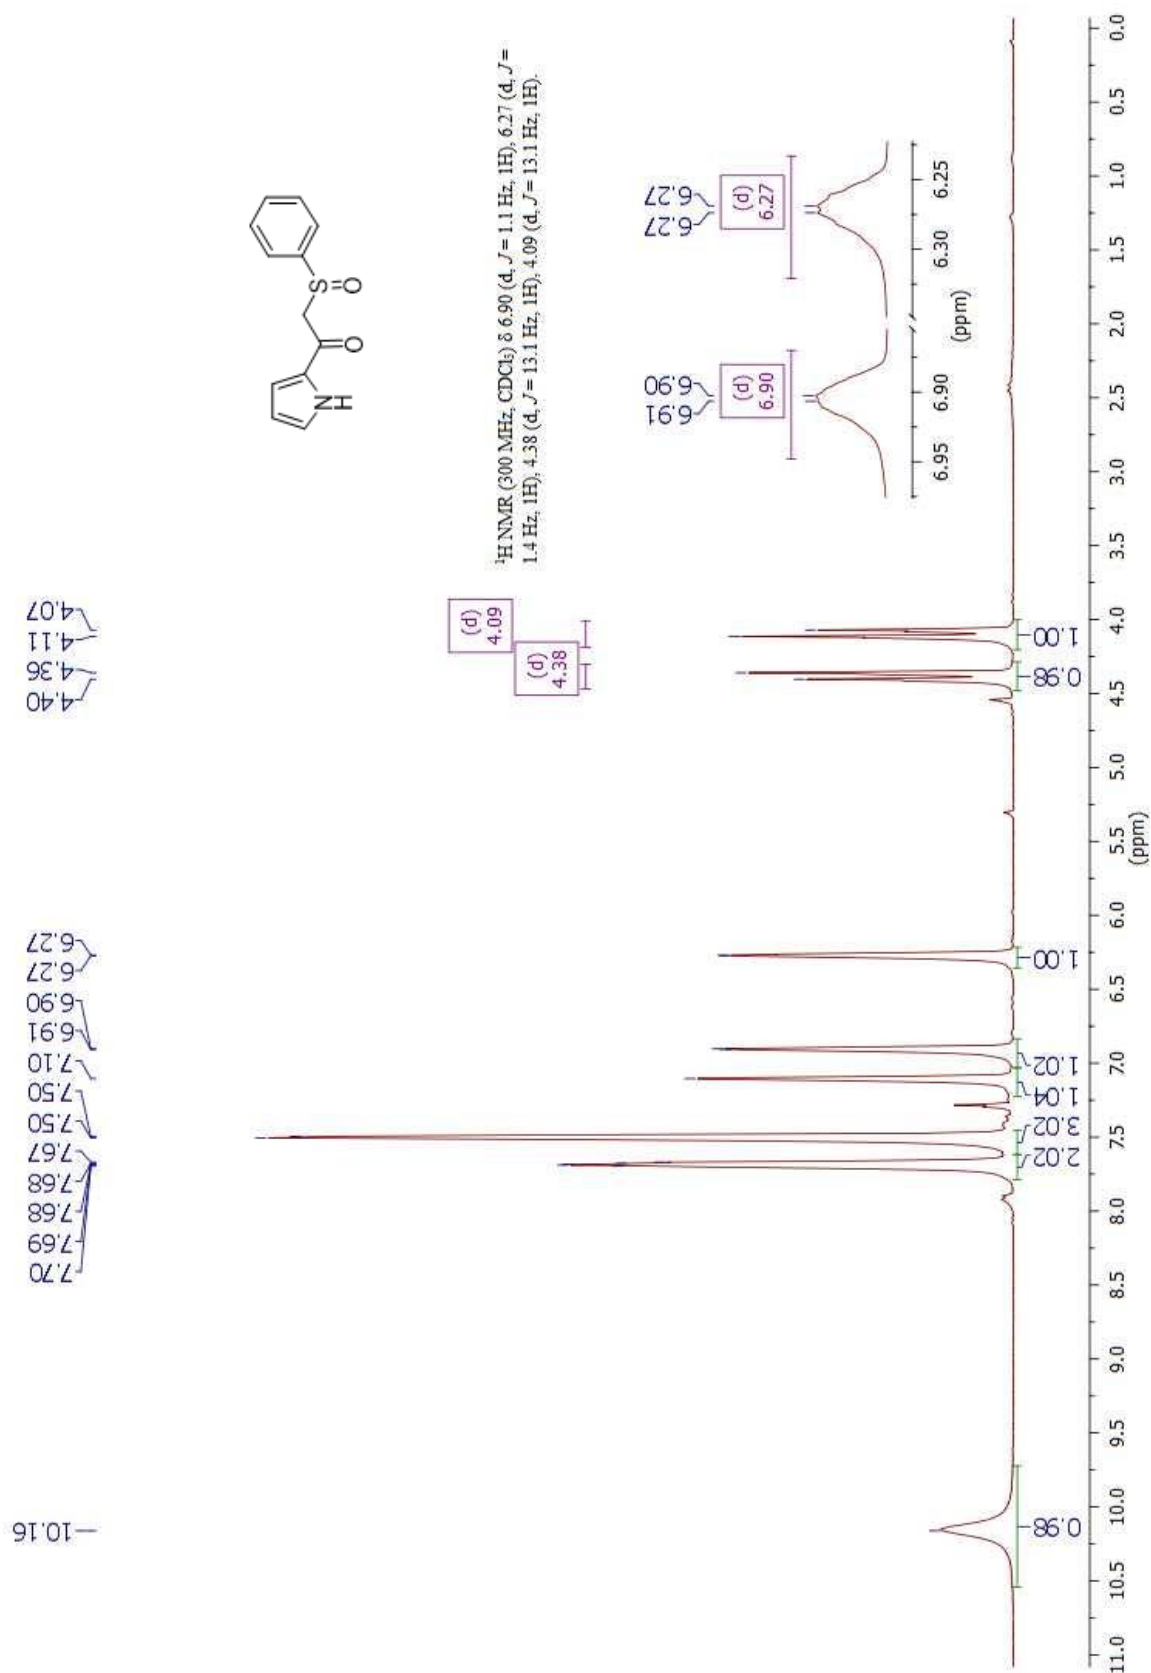 10.16
7.70
7.69
7.68
7.68
7.67
7.50
7.50
7.10
6.91
6.90
6.27
6.27
4.40
4.36
4.11
4.07
N
H
O
S
O
¹H NMR (300 MHz, CDCl₃) δ 6.90 (d, J = 1.1 Hz, 1H), 6.27 (d, J =
1.4 Hz, 1H), 4.38 (d, J = 13.1 Hz, 1H), 4.09 (d, J = 13.1 Hz, 1H).
(d)
4.09
(d)
4.38
6.91
6.90
6.27
6.27
(d)
6.90
(d)
6.27
6.95 6.90 6.30 6.25
(ppm)
0.98
2.02
3.02
1.04
1.02
1.00
0.98
1.00
11.0 10.5 10.0 9.5 9.0 8.5 8.0 7.5 7.0 6.5 6.0 5.5 5.0 4.5 4.0 3.5 3.0 2.5 2.0 1.5 1.0 0.5 0.0
(ppm)